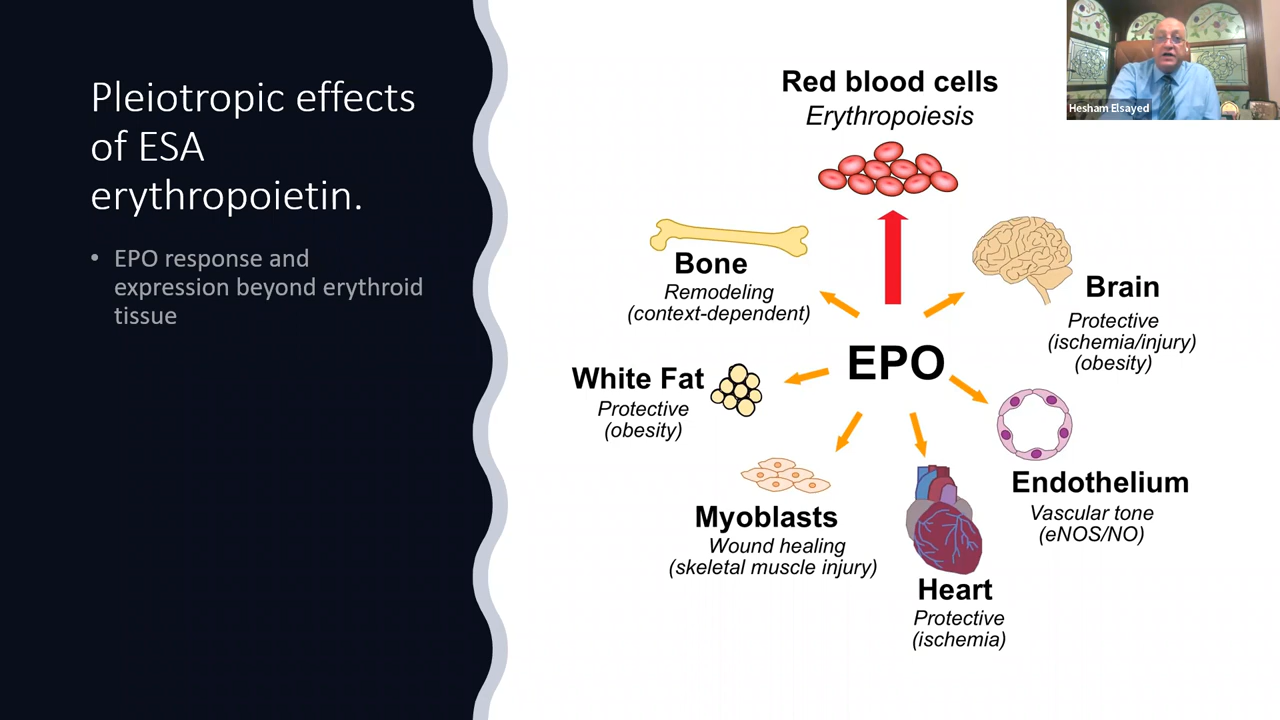 Pleiotropic effects
of ESA
erythropoietin.
• EPO response and
expression beyond erythroid
tissue
Hesham Elsayed
Red blood cells
Erythropoiesis
Bone
Remodeling
(context-dependent)
Brain
Protective
(ischemia/injury)
(obesity)
EPO
White Fat
Protective
(obesity)
Endothelium
Vascular tone
(eNOS/NO)
Myoblasts
Wound healing
(skeletal muscle injury)
Heart
Protective
(ischemia)